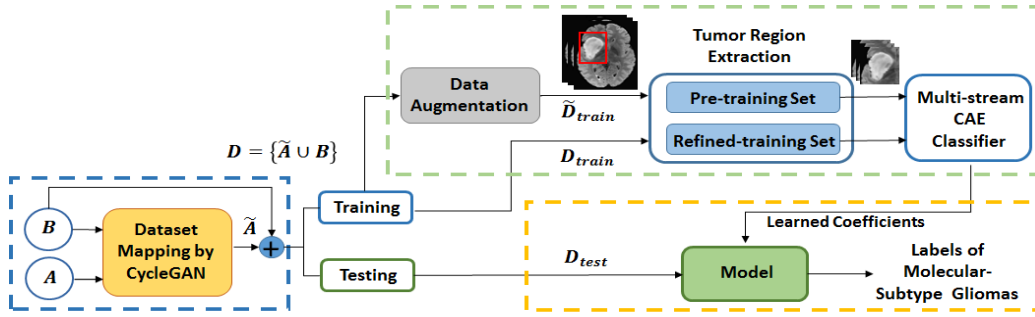 B
A
Dataset
Mapping by
CycleGAN
Ã
+
D = {Ã ∪ B}
Training
Testing
Data
Augmentation
D̃train
Dtrain
Tumor Region
Extraction
Pre-training Set
Refined-training Set
Multi-stream
CAE
Classifier
Learned Coefficients
Dtest
Model
Labels of
Molecular-
Subtype Gliomas